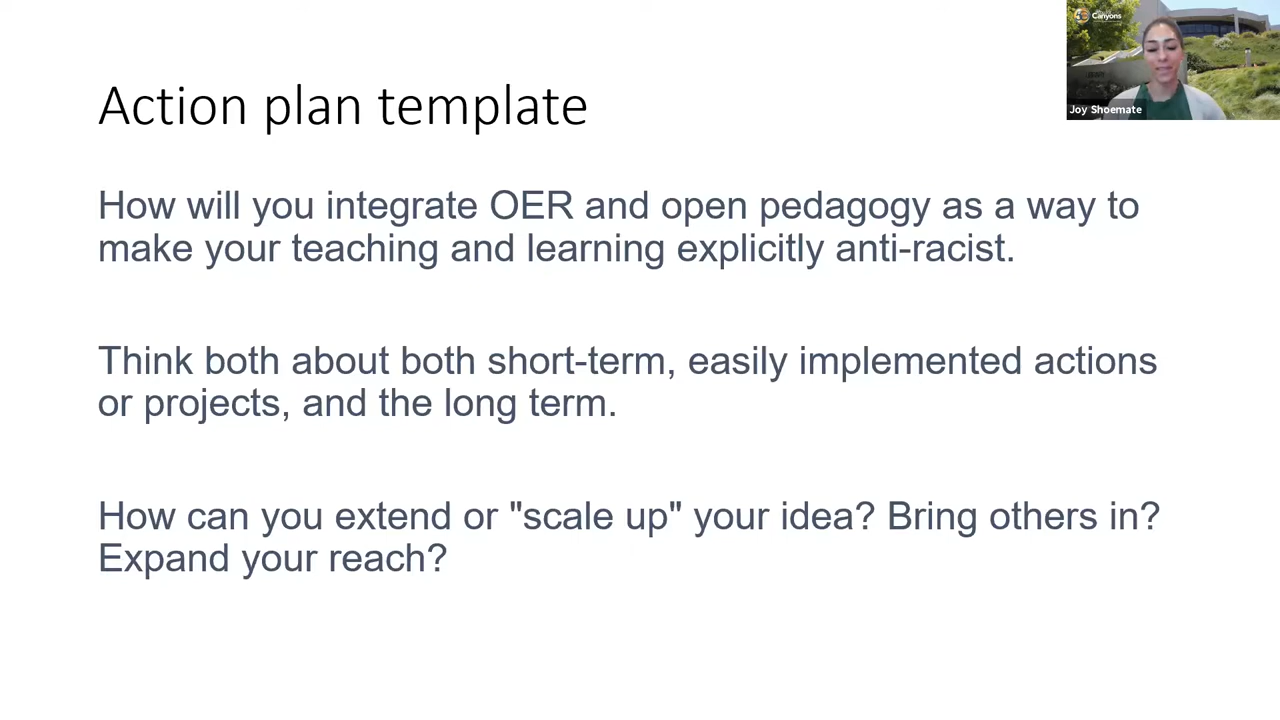 Action plan template
How will you integrate OER and open pedagogy as a way to
make your teaching and learning explicitly anti-racist.
Think both about both short-term, easily implemented actions
or projects, and the long term.
How can you extend or "scale up" your idea? Bring others in?
Expand your reach?
Canyons
Joy Shoemate